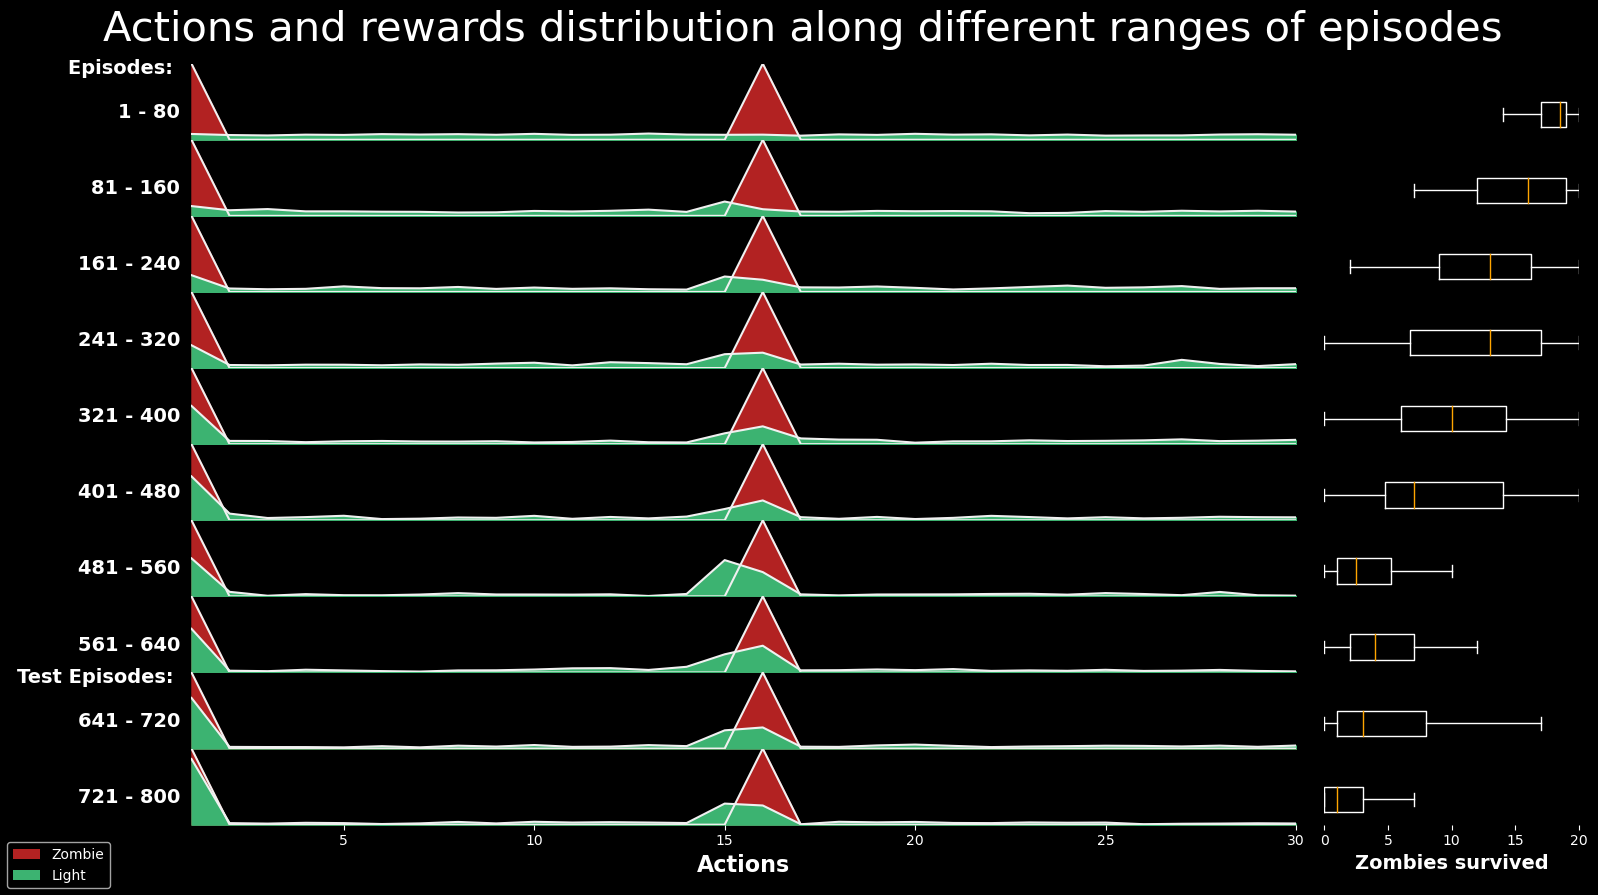 Actions and rewards distribution along different ranges of episodes
Episodes:
1 - 80
81 - 160
161 - 240
241 - 320
321 - 400
401 - 480
481 - 560
561 - 640
Test Episodes:
641 - 720
721 - 800
5 10 15 20 25 30
Actions
0 5 10 15 20
Zombies survived
Zombie
Light